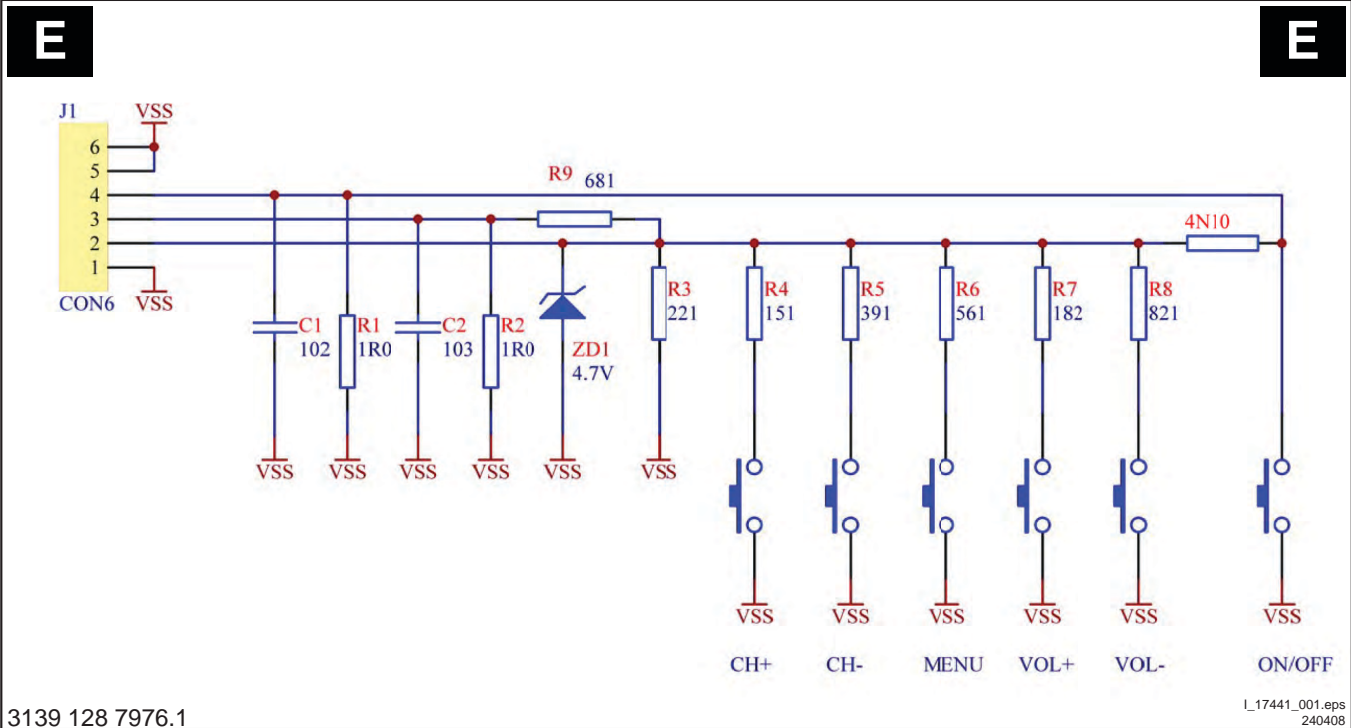 E
E
J1
VSS
6
5
4
3
2
1
CON6
VSS
R9
681
4N10
C1
102
R1
1R0
C2
103
R2
1R0
ZD1
4.7V
R3
221
R4
151
R5
391
R6
561
R7
182
R8
821
VSS
VSS
VSS
VSS
VSS
VSS
VSS
VSS
VSS
VSS
VSS
VSS
CH+
CH-
MENU
VOL+
VOL-
ON/OFF
3139 128 7976.1
I_17441_001.eps
240408